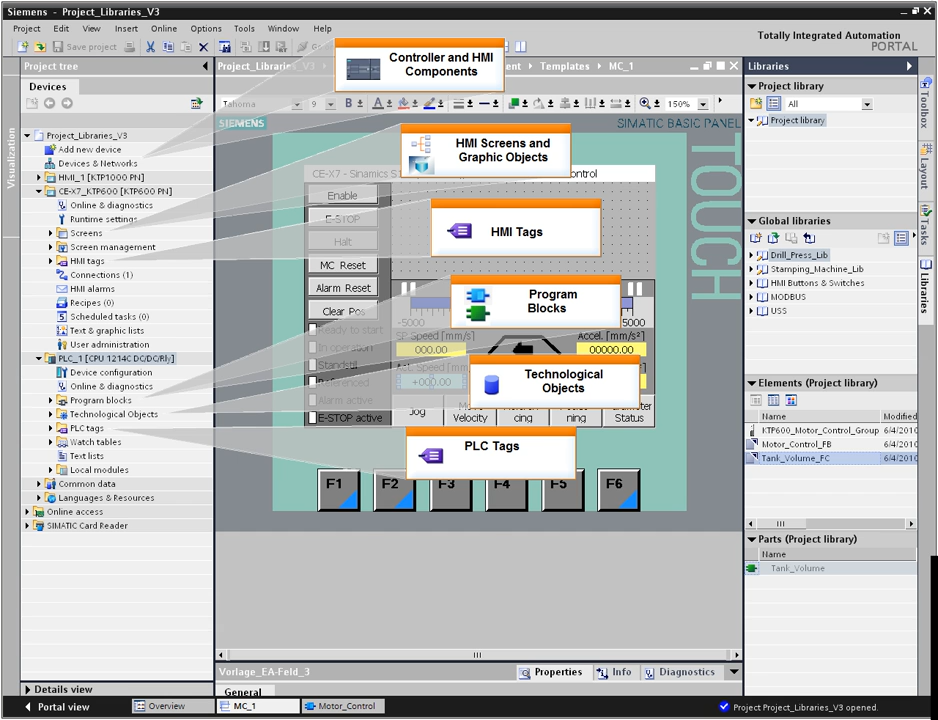 Siemens - Project_Libraries_V3
Project Edit View Insert Online Options Tools Window Help
Totally Integrated Automation
PORTAL
Save project
Project tree
Devices
Visualization
Project_Libraries_V3
Add new device
Devices & Networks
HMI_1 [KTP1000 PN]
CE-X7_KTP600 [KTP600 PN]
Online & diagnostics
Runtime settings
Screens
Screen management
HMI tags
Connections (1)
HMI alarms
Recipes (0)
Scheduled tasks (0)
Text & graphic lists
User administration
PLC_1 [CPU 1214C DC/DC/Rly]
Device configuration
Online & diagnostics
Program blocks
Technological Objects
PLC tags
Watch tables
Text lists
Local modules
Common data
Languages & Resources
Online access
SIMATIC Card Reader
Details view
Portal view
Overview
MC_1
Motor_Control
Project Project_Libraries_V3 opened.
Templates MC_1
Tahoma 9 B A 150%
SIEMENS
SIMATIC BASIC PANEL
TOUCH
CE-X7 - Sinamics
Enable
E-STOP
Halt
MC Reset
Alarm Reset
Clear Pos
-5000
5000
Ready to start
SP Speed [mm/s]
Accel. [mm/s²]
In operation
000.00
00000.00
Standstill
+000.00
Alarm active
E-STOP active
Jog
Velocity
Status
F1 F2 F3 F4 F5 F6
Controller and HMI
Components
HMI Screens and
Graphic Objects
HMI Tags
Program
Blocks
Technological
Objects
PLC Tags
Vorlage_EA-Feld_3
Properties Info Diagnostics
General
Libraries
Project library
All
Project library
Global libraries
Drill_Press_Lib
Stamping_Machine_Lib
HMI Buttons & Switches
MODBUS
USS
Elements (Project library)
Name Modified
KTP600_Motor_Control_Group 6/4/2010
Motor_Control_FB 6/4/2010
Tank_Volume_FC 6/4/2010
Parts (Project library)
Name
Tank_Volume
Toolbox
Layout
Tasks
Libraries